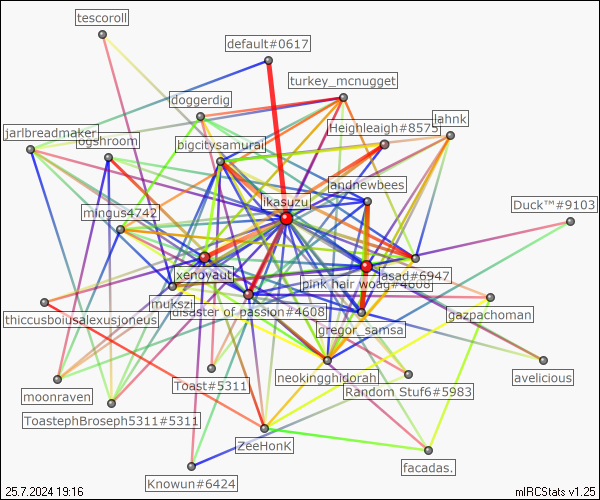 tescoroll
default#0617
turkey_mcnugget
doggerdig
lahnk
Heighleigh#8575
jarlbreadmaker
ogshroom
bigcitysamurai
andnewbees
ikasuzu
Duck™#9103
mingus4742
xenoyaut
jasad#6947
pink hair woag#4608
mukszi
disaster of passion#4608
thiccusboiusalexusjoneus
gazpachoman
gregor_samsa
neokingghidorah
avelicious
Toast#5311
Random Stuf6#5983
moonraven
ToastephBroseph5311#5311
ZeeHonK
facadas.
Knowun#6424
25.7.2024 19:16
mIRCStats v1.25